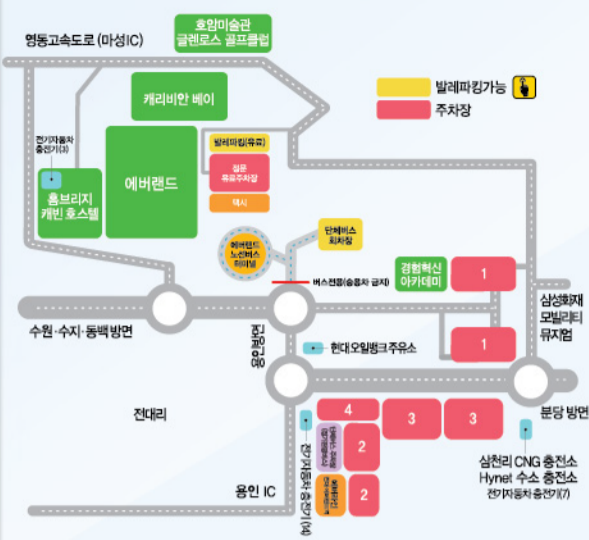 호암미술관
글렌로스 골프클럽
영동고속도로 (마성IC)
캐리비안 베이
발레파킹가능
주차장
전기자동차
충전기(3)
홈브리지
캐빈 호스텔
에버랜드
발레파킹(유료)
정문
유료주차장
택시
에버랜드
노선버스
터미널
단체버스
회차장
버스전용(승용차 금지)
경험혁신
아카데미
1
삼성화재
모빌리티
뮤지엄
수원·수지·동백 방면
1
현대오일뱅크주유소
전대리
분당 방면
4
3
3
2
2
전기자동차 충전기(14)
용인 IC
삼천리 CNG 충전소
Hynet 수소 충전소
전기자동차 충전기(7)